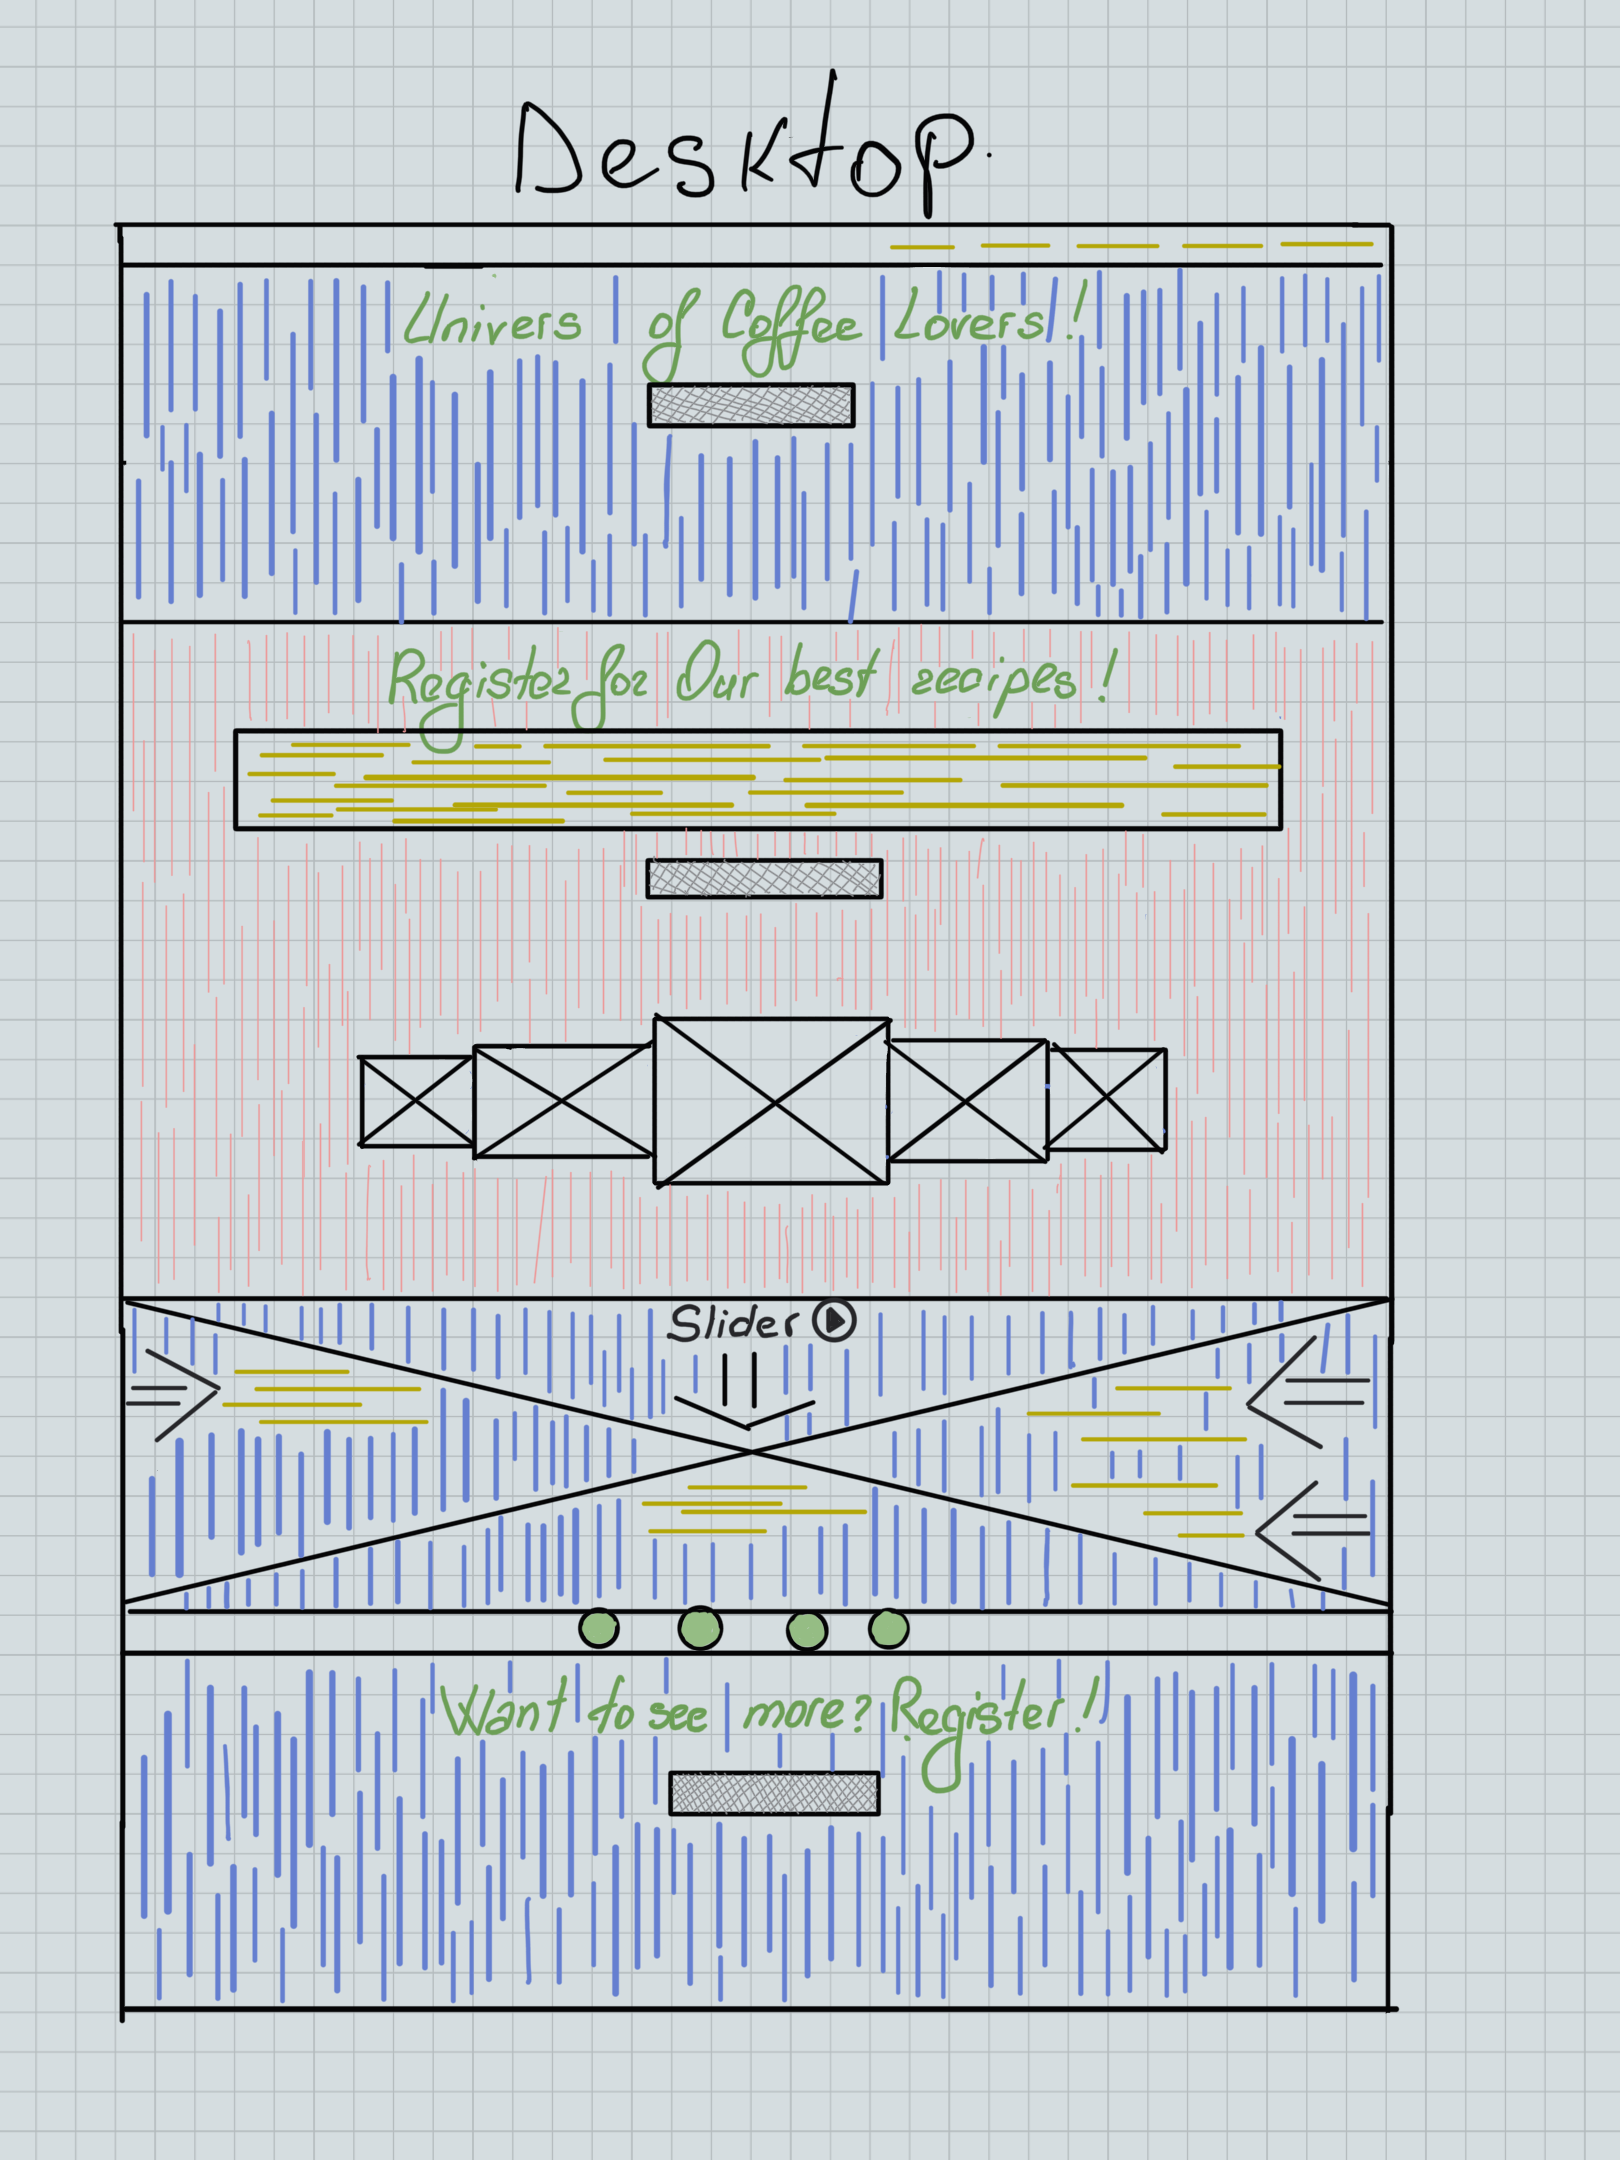 Desktop.
Univers of Coffee Lovers!
Register for Our best recipes!
Slider
Want to see more? Register!